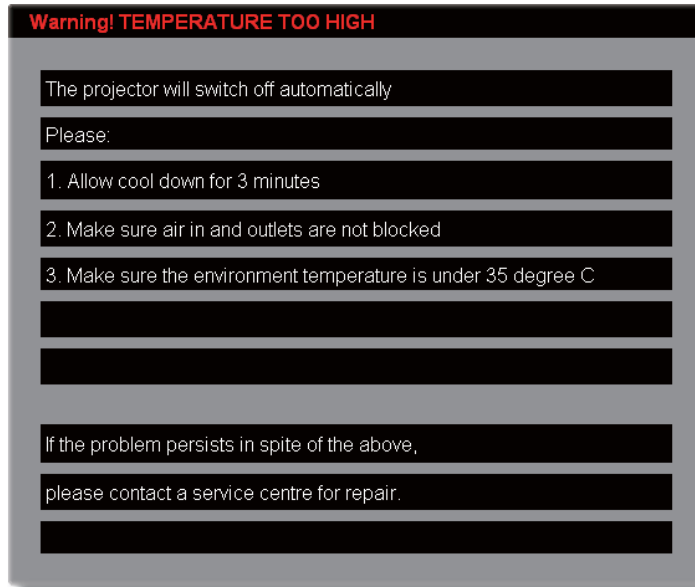 Warning! TEMPERATURE TOO HIGH
The projector will switch off automatically
Please:
1. Allow cool down for 3 minutes
2. Make sure air in and outlets are not blocked
3. Make sure the environment temperature is under 35 degree C
If the problem persists in spite of the above,
please contact a service centre for repair.